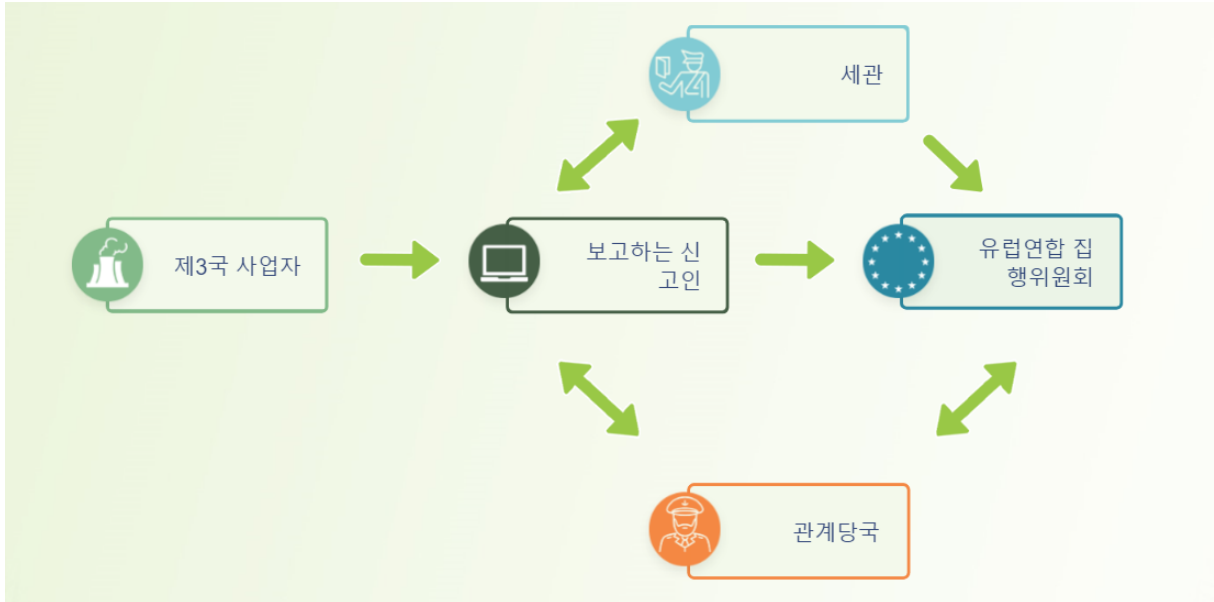 세관
제3국 사업자
보고하는 신
고인
유럽연합 집
행위원회
관계당국